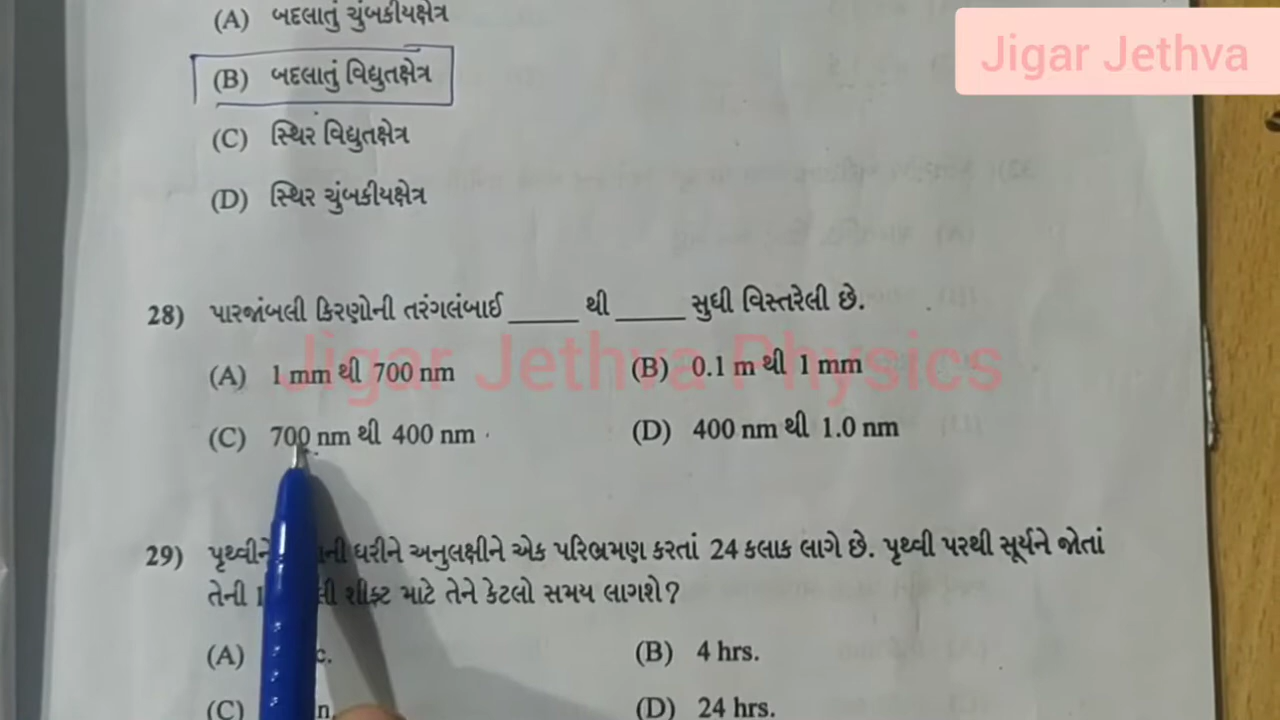 (A) બદલાતું ચુંબકીયક્ષેત્ર
Jigar Jethva
(B) બદલાતું વિદ્યુતક્ષેત્ર
(C) સ્થિર વિદ્યુતક્ષેત્ર
(D) સ્થિર ચુંબકીયક્ષેત્ર
28) પારજાંબલી કિરણોની તરંગલંબાઈ _____ થી _____ સુધી વિસ્તરેલી છે.
Jigar Jethva Physics
(A) 1 mm થી 700 nm (B) 0.1 m થી 1 mm
(C) 700 nm થી 400 nm (D) 400 nm થી 1.0 nm
29) પૃથ્વીને ધરીને અનુલક્ષીને એક પરિભ્રમણ કરતાં 24 કલાક લાગે છે. પૃથ્વી પરથી સૂર્યને જોતાં
તેની શીફ્ટ માટે તેને કેટલો સમય લાગશે?
(A) (B) 4 hrs.
(C) (D) 24 hrs.